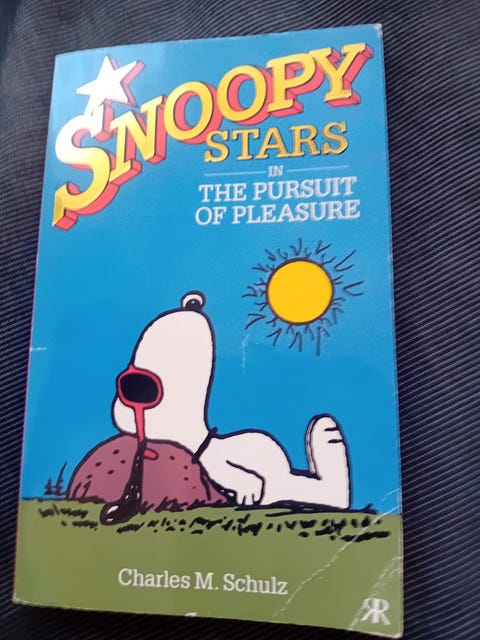 SNOOPY
STARS
IN
THE PURSUIT
OF PLEASURE
Charles M. Schulz